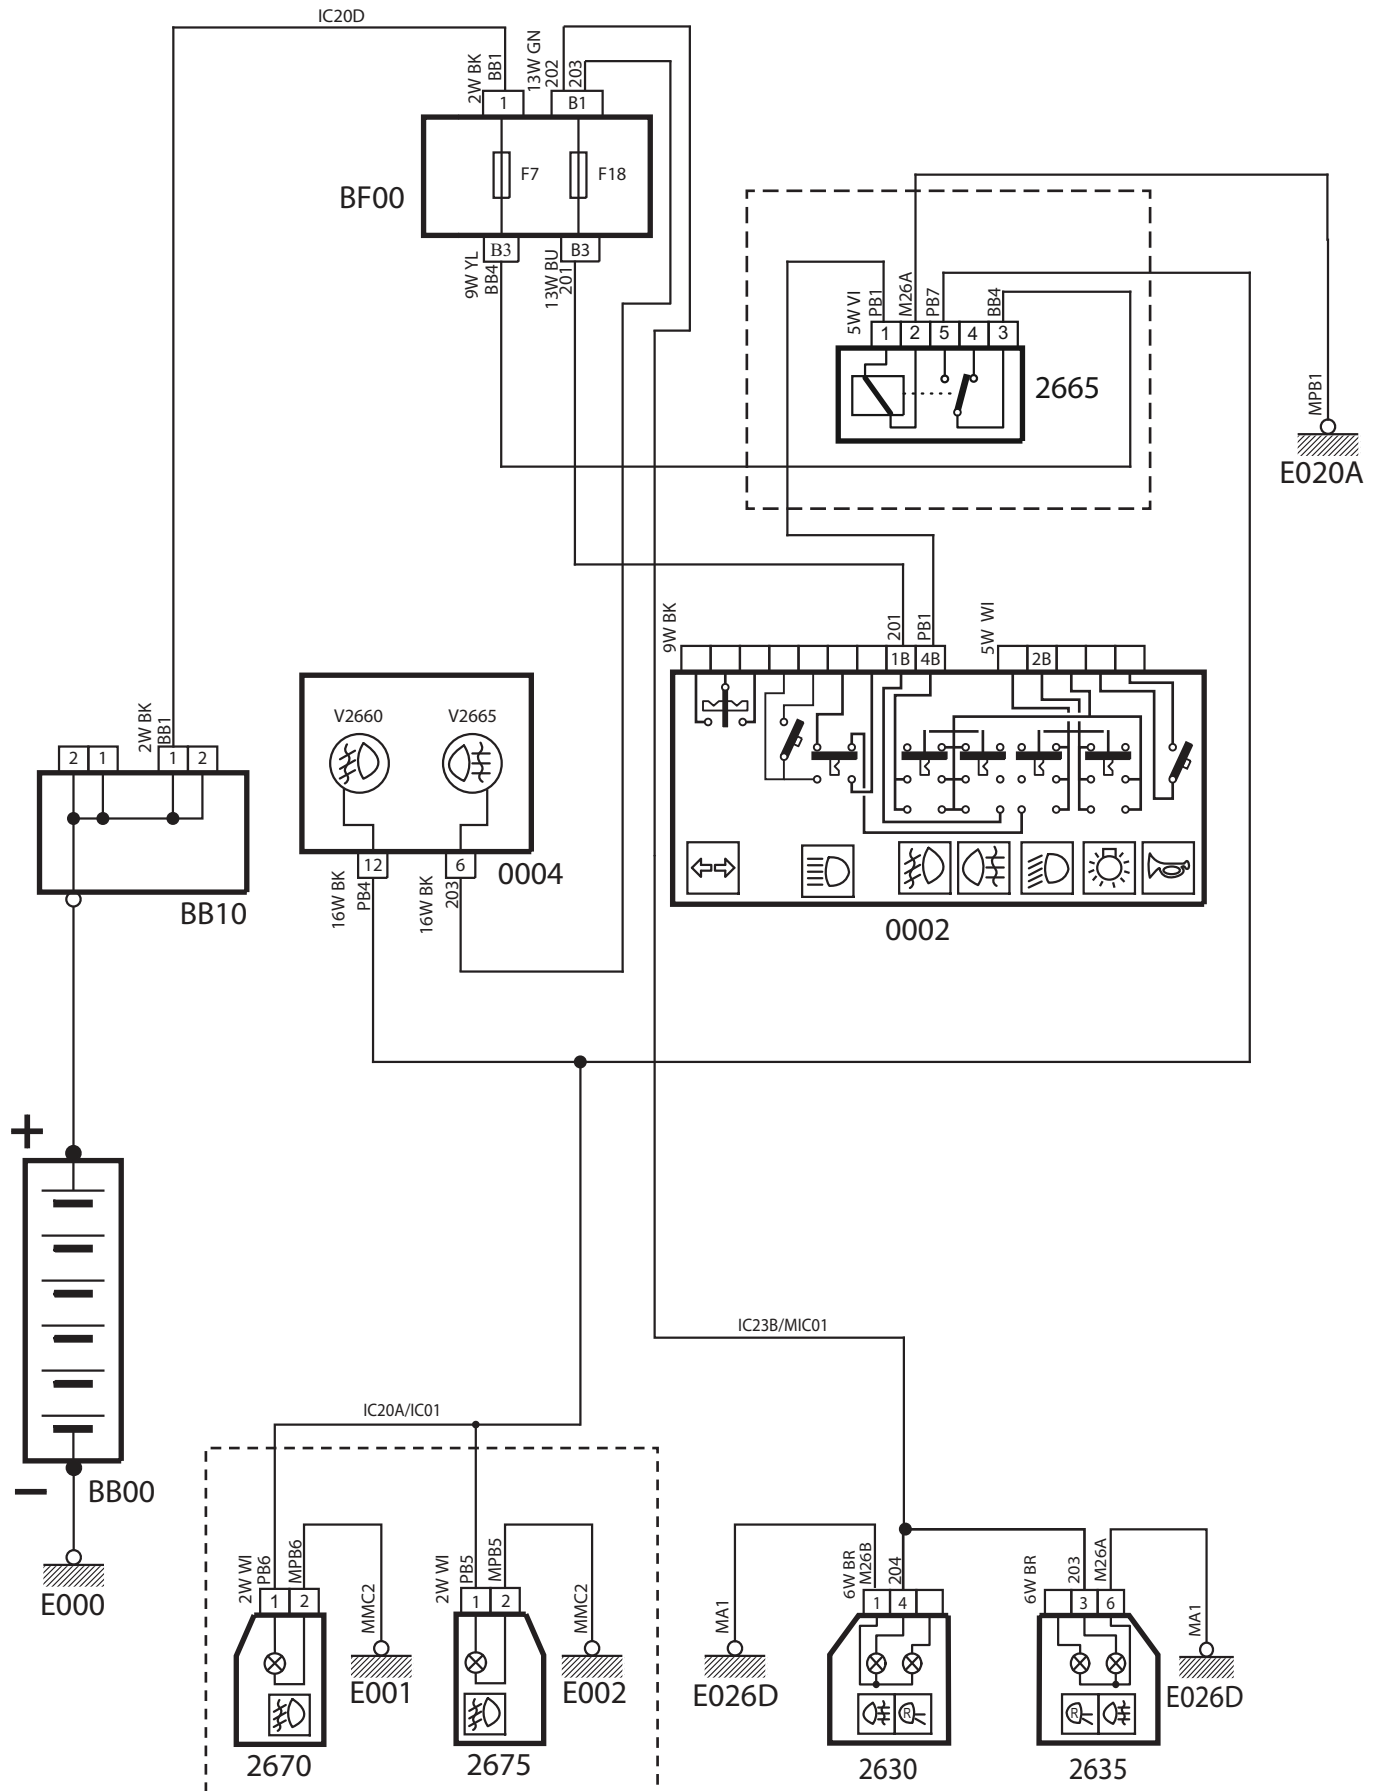 IC20D
2W BK
BB1
13W GN
202
203
1
B1
F7
F18
BF00
B3
B3
9W YL
BB4
13W BU
201
5W VI
PB1
M26A
PB7
BB4
1
2
5
4
3
2665
MPB1
E020A
9W BK
201
PB1
5W WI
1B
4B
2B
0002
V2660
V2665
12
6
0004
16W BK
PB4
16W BK
203
2W BK
BB1
2
1
1
2
BB10
+
−
BB00
E000
IC23B/MIC01
IC20A/IC01
2W WI
PB6
MPB6
1
2
MMC2
E001
2670
2W WI
PB5
MPB5
1
2
MMC2
E002
2675
MA1
E026D
6W BR
M26B
204
1
4
R
2630
6W BR
203
M26A
3
6
R
2635
MA1
E026D